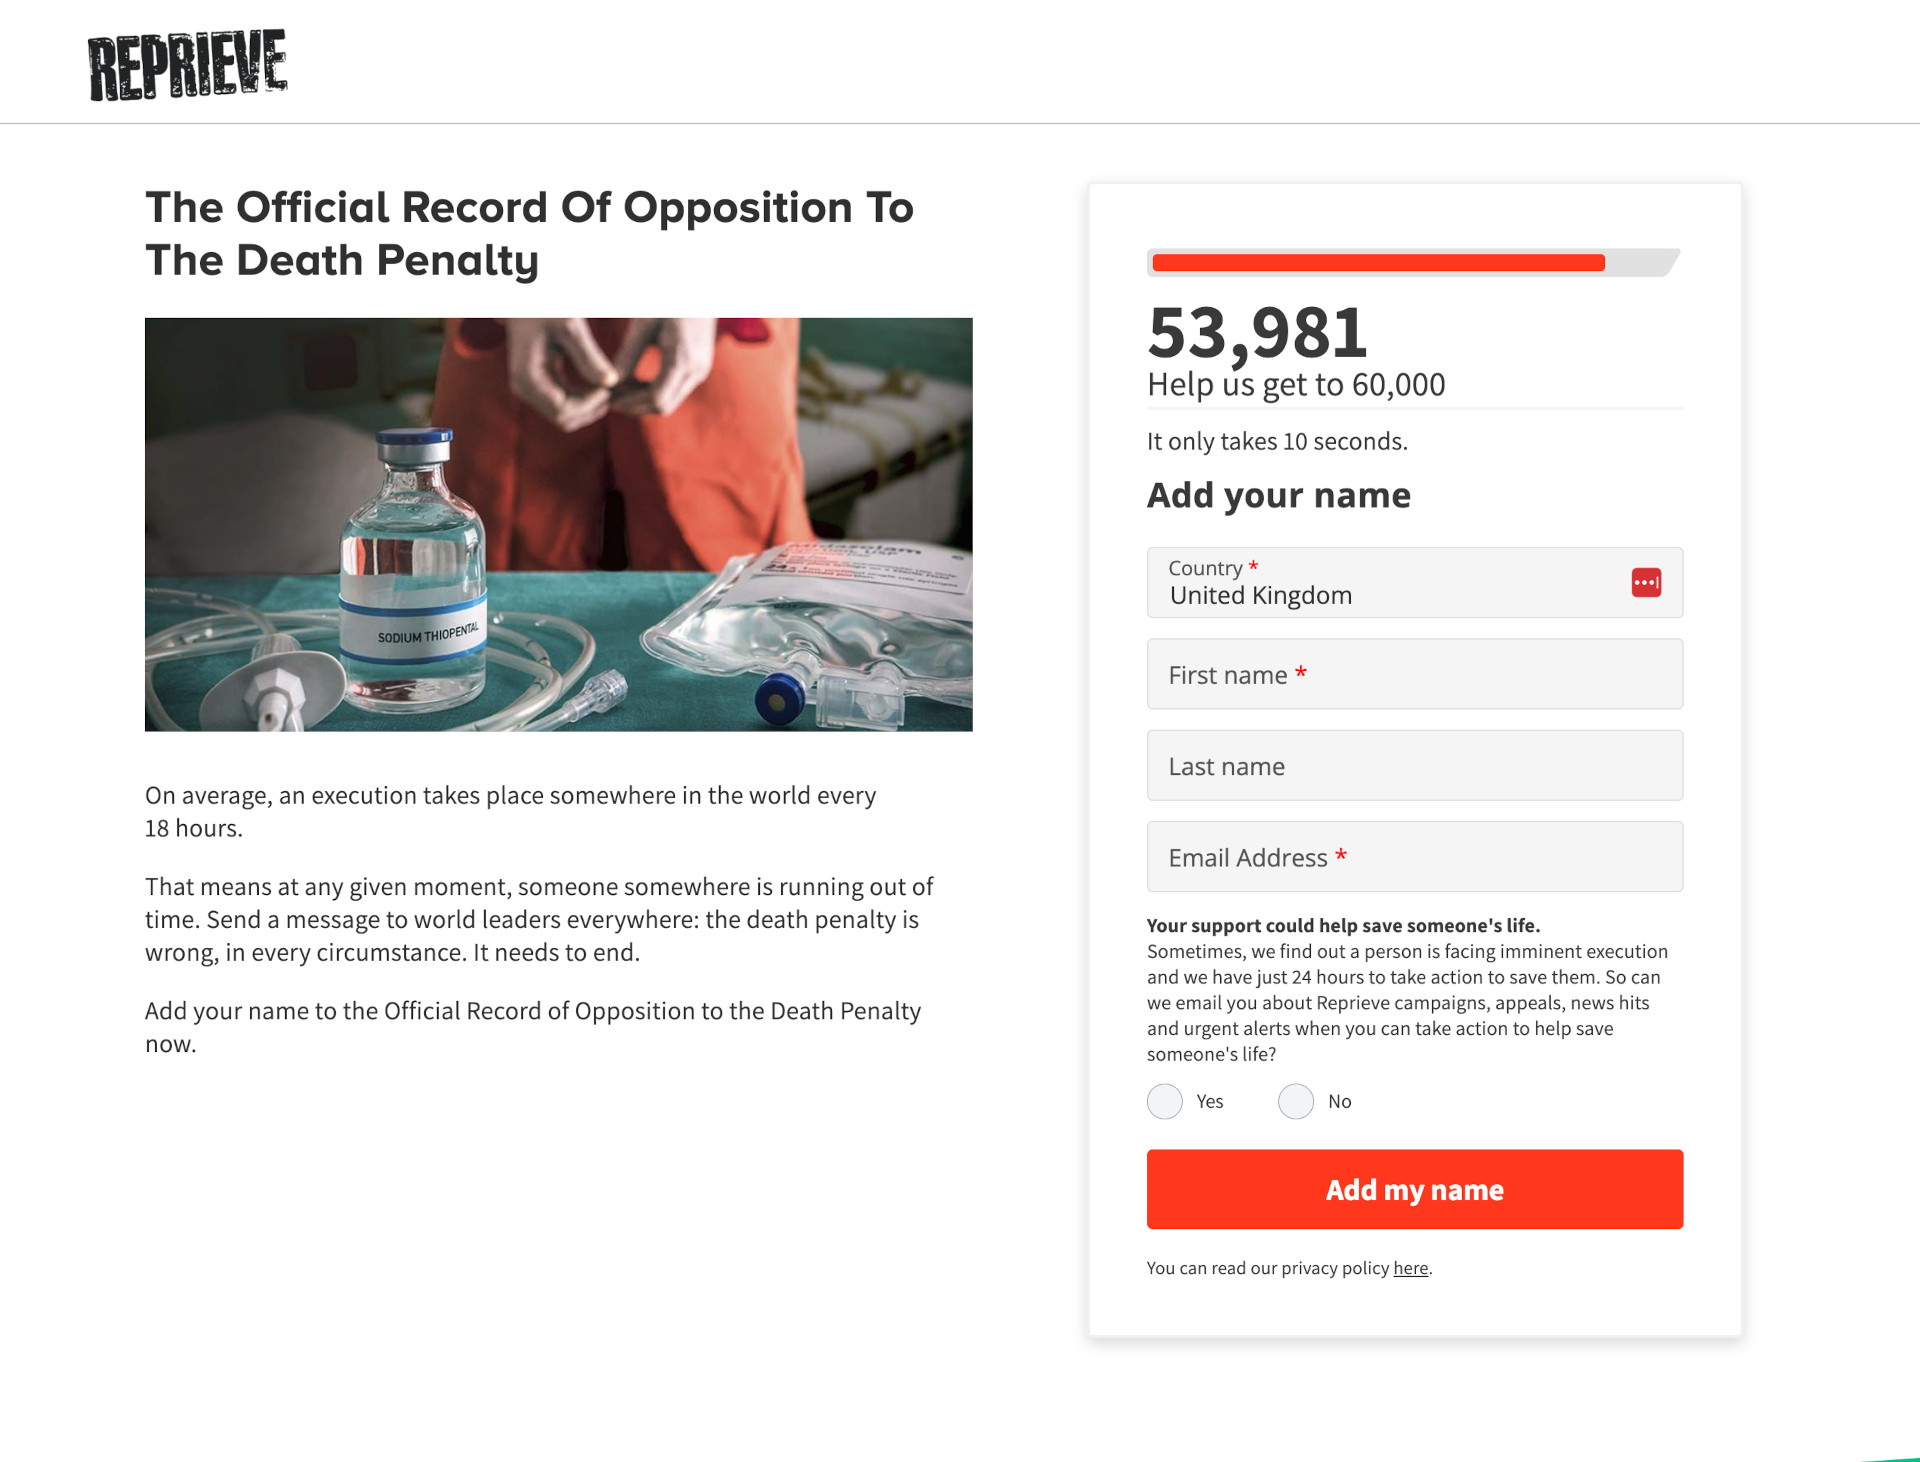 REPRIEVE
The Official Record Of Opposition To
The Death Penalty
SODIUM THIOPENTAL
Midazolam
On average, an execution takes place somewhere in the world every
18 hours.
That means at any given moment, someone somewhere is running out of
time. Send a message to world leaders everywhere: the death penalty is
wrong, in every circumstance. It needs to end.
Add your name to the Official Record of Opposition to the Death Penalty
now.
53,981
Help us get to 60,000
It only takes 10 seconds.
Add your name
Country *
United Kingdom
First name *
Last name
Email Address *
Your support could help save someone's life.
Sometimes, we find out a person is facing imminent execution
and we have just 24 hours to take action to save them. So can
we email you about Reprieve campaigns, appeals, news hits
and urgent alerts when you can take action to help save
someone's life?
Yes No
Add my name
You can read our privacy policy here.